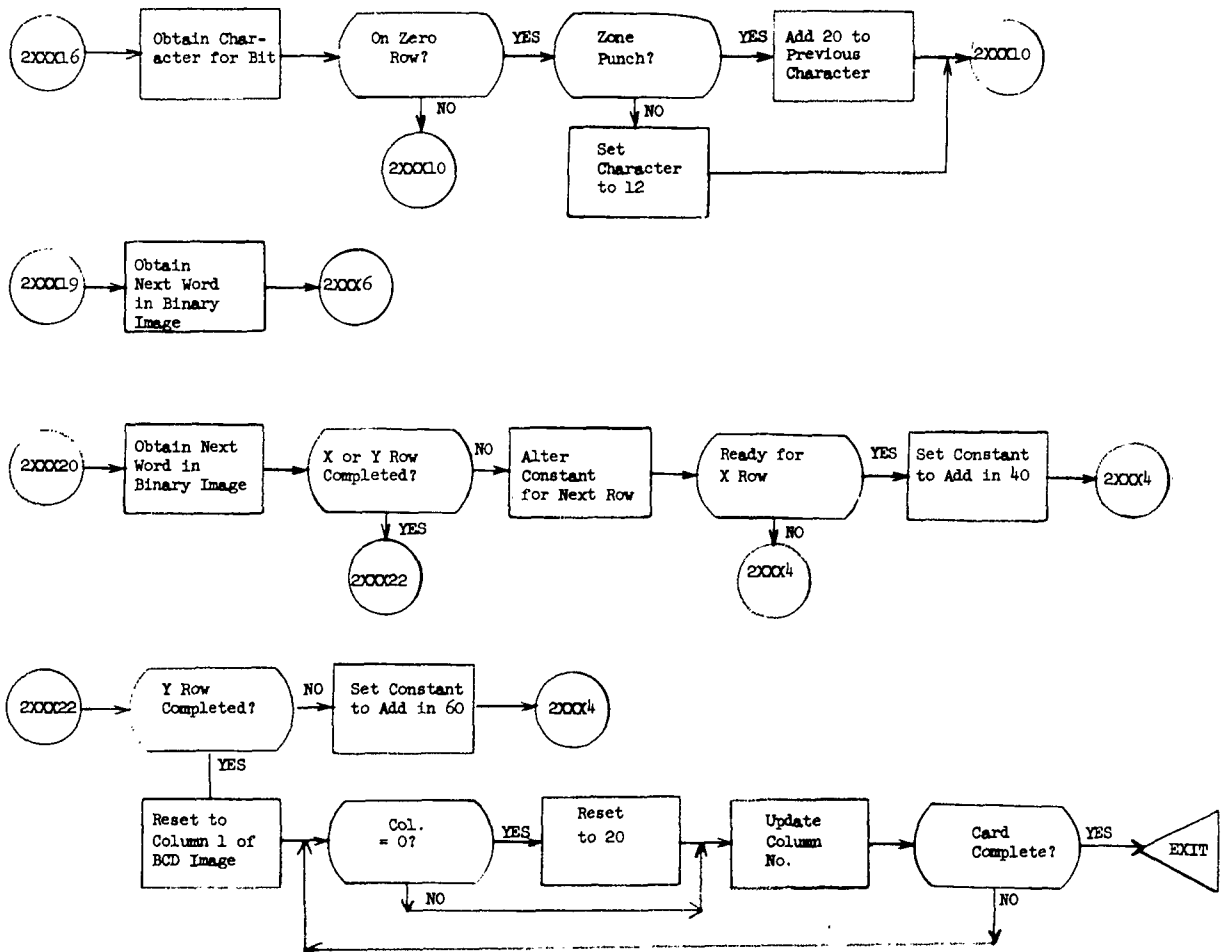 2XXX16
Obtain Char-
acter for Bit
On Zero
Row?
YES
Zone
Punch?
YES
Add 20 to
Previous
Character
2XXX10
NO
2XXX10
NO
Set
Character
to 12
2XXX19
Obtain
Next Word
in Binary
Image
2XXX6
2XXX20
Obtain Next
Word in
Binary Image
X or Y Row
Completed?
NO
Alter
Constant
for Next Row
Ready for
X Row
YES
Set Constant
to Add in 40
2XXX4
YES
2XXX22
NO
2XXX4
2XXX22
Y Row
Completed?
NO
Set Constant
to Add in 60
2XXX4
YES
Reset to
Column 1 of
BCD Image
Col.
= 0?
YES
Reset
to 20
Update
Column
No.
Card
Complete?
YES
EXIT
NO
NO